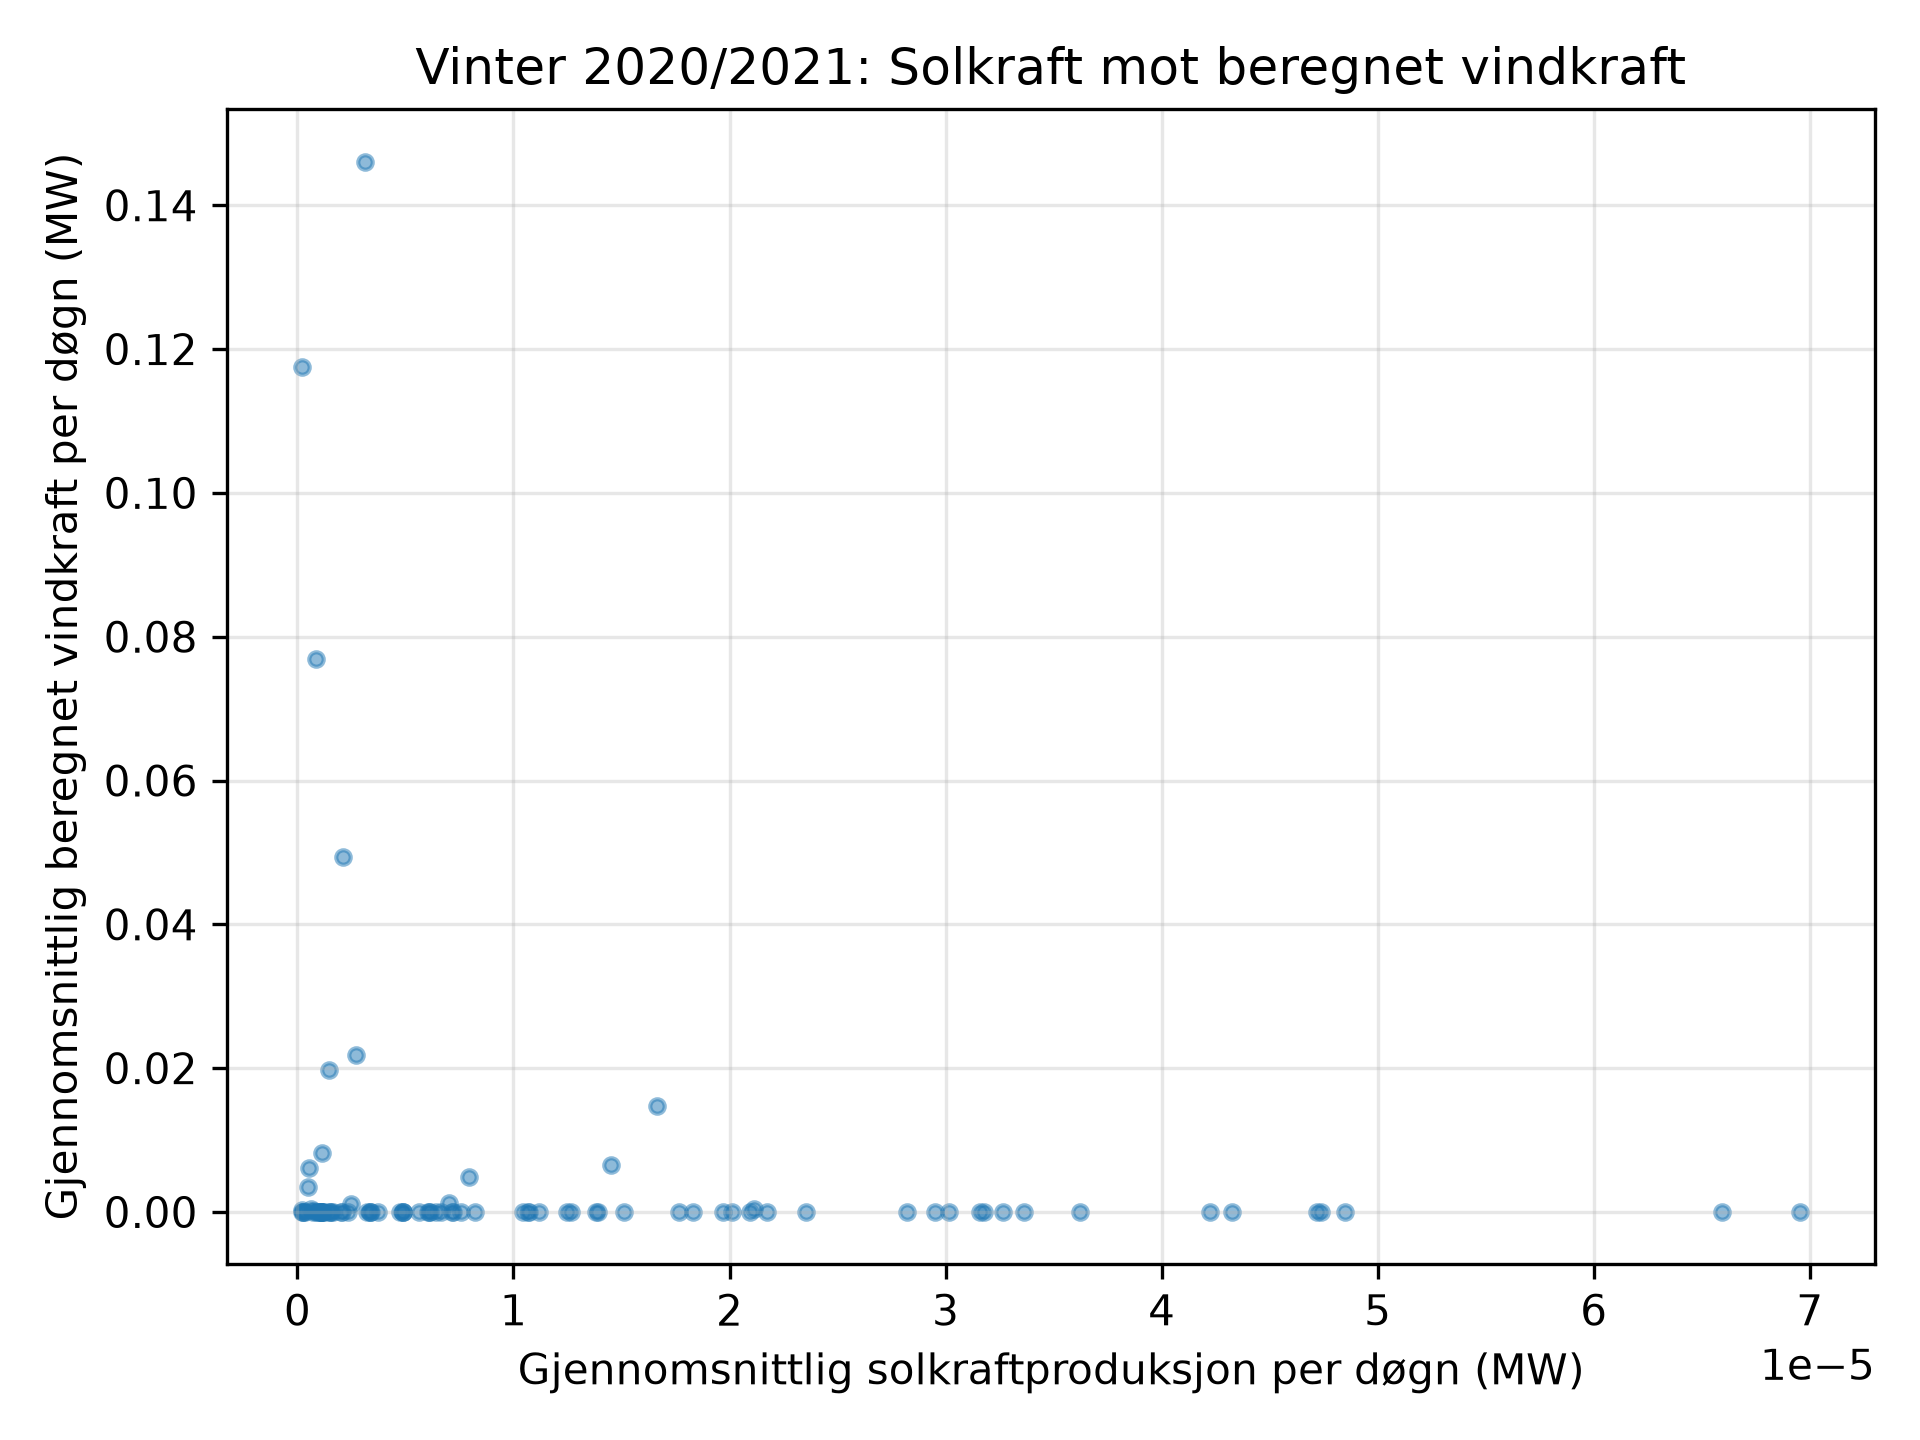 Vinter 2020/2021: Solkraft mot beregnet vindkraft
Gjennomsnittlig beregnet vindkraft per døgn (MW)
0.14
0.12
0.10
0.08
0.06
0.04
0.02
0.00
0 1 2 3 4 5 6 7
1e−5
Gjennomsnittlig solkraftproduksjon per døgn (MW)